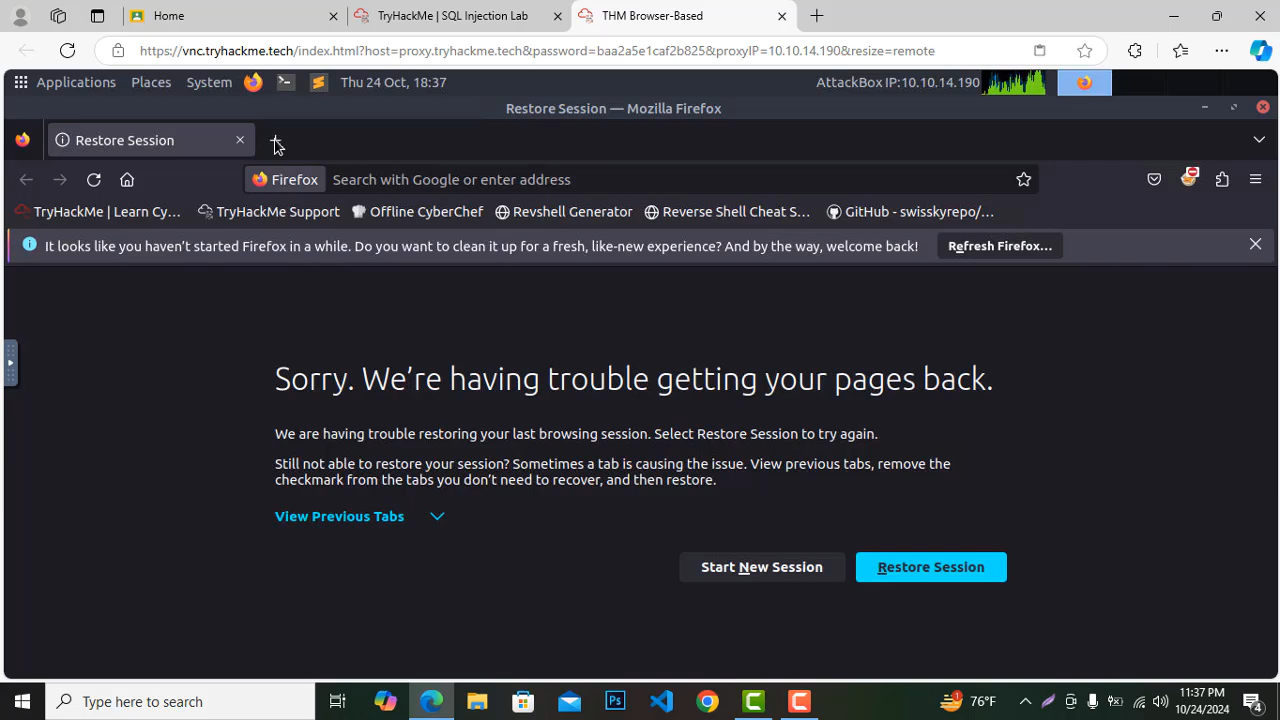 Home
TryHackMe | SQL Injection Lab
THM Browser-Based
https://vnc.tryhackme.tech/index.html?host=proxy.tryhackme.tech&password=baa2a5e1caf2b825&proxyIP=10.10.14.190&resize=remote
Applications Places System Thu 24 Oct, 18:37 AttackBox IP:10.10.14.190
Restore Session — Mozilla Firefox
Restore Session
Firefox Search with Google or enter address
TryHackMe | Learn Cy… TryHackMe Support Offline CyberChef Revshell Generator Reverse Shell Cheat S… GitHub - swisskyrepo/…
It looks like you haven’t started Firefox in a while. Do you want to clean it up for a fresh, like-new experience? And by the way, welcome back! Refresh Firefox…
Sorry. We’re having trouble getting your pages back.
We are having trouble restoring your last browsing session. Select Restore Session to try again.
Still not able to restore your session? Sometimes a tab is causing the issue. View previous tabs, remove the
checkmark from the tabs you don’t need to recover, and then restore.
View Previous Tabs
Start New Session Restore Session
Type here to search
Ps
1
76°F
11:37 PM
10/24/2024
4